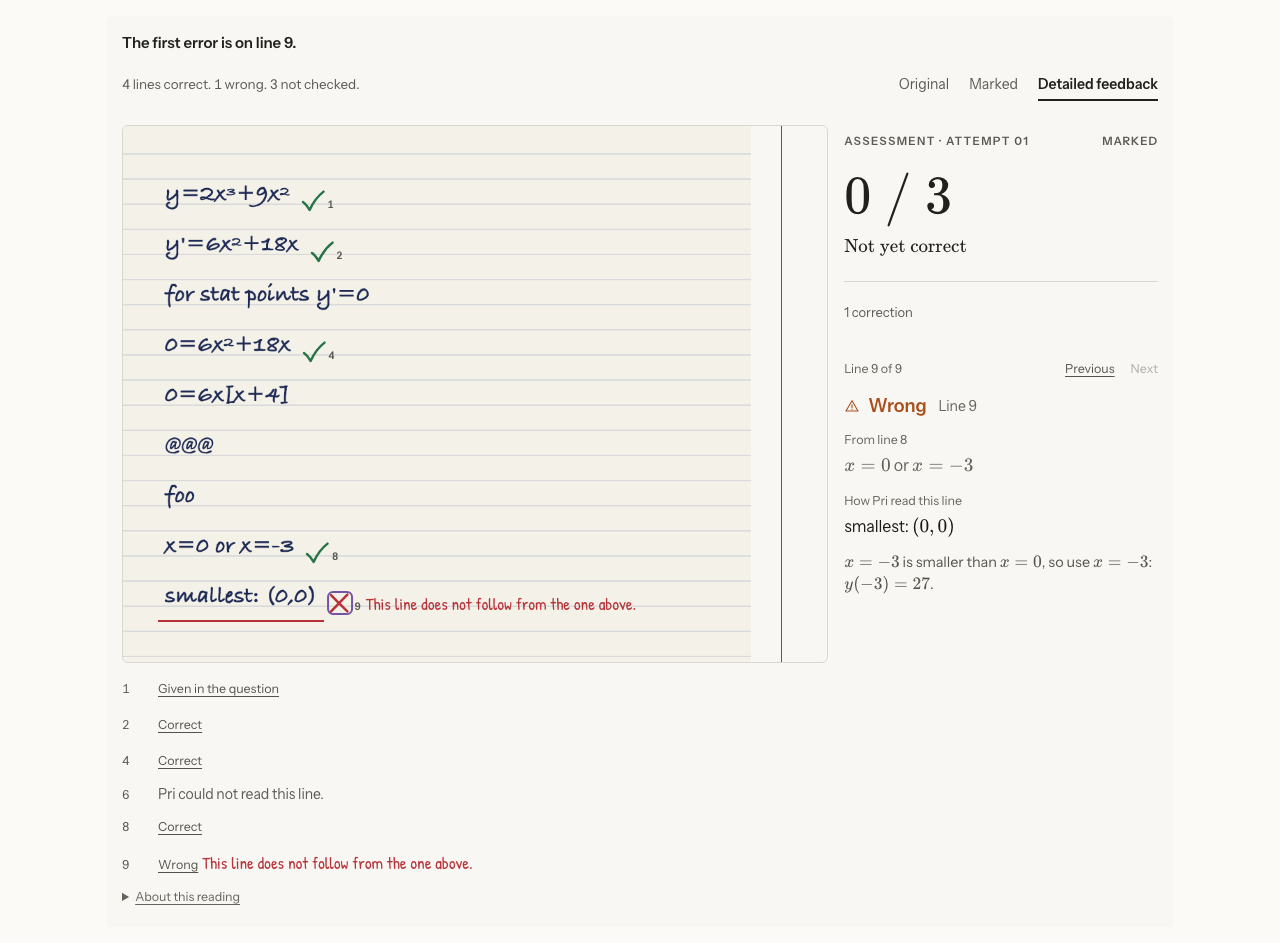 The first error is on line 9.
4 lines correct. 1 wrong. 3 not checked.
Original Marked Detailed feedback
y=2x³+9x² 1
y'=6x²+18x 2
for stat points y'=0
0=6x²+18x 4
0=6x[x+4]
@@@
foo
x=0 or x=-3 8
smallest: (0,0) 9 This line does not follow from the one above.
ASSESSMENT · ATTEMPT 01 MARKED
0 / 3
Not yet correct
1 correction
Line 9 of 9 Previous Next
Wrong Line 9
From line 8
x = 0 or x = −3
How Pri read this line
smallest: (0, 0)
x = −3 is smaller than x = 0, so use x = −3:
y(−3) = 27.
1 Given in the question
2 Correct
4 Correct
6 Pri could not read this line.
8 Correct
9 Wrong This line does not follow from the one above.
About this reading